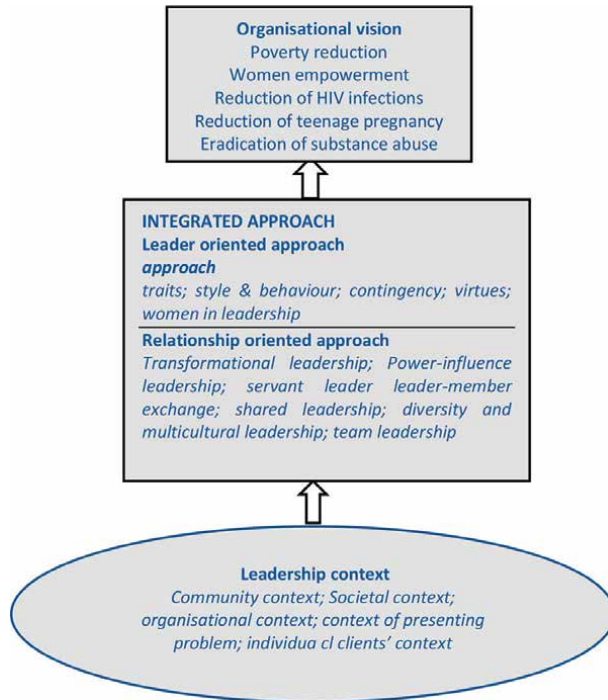 Organisational vision
Poverty reduction
Women empowerment
Reduction of HIV infections
Reduction of teenage pregnancy
Eradication of substance abuse
INTEGRATED APPROACH
Leader oriented approach
approach
traits; style & behaviour; contingency; virtues;
women in leadership
Relationship oriented approach
Transformational leadership; Power-influence
leadership; servant leader leader-member
exchange; shared leadership; diversity and
multicultural leadership; team leadership
Leadership context
Community context; Societal context;
organisational context; context of presenting
problem; individua cl clients’ context